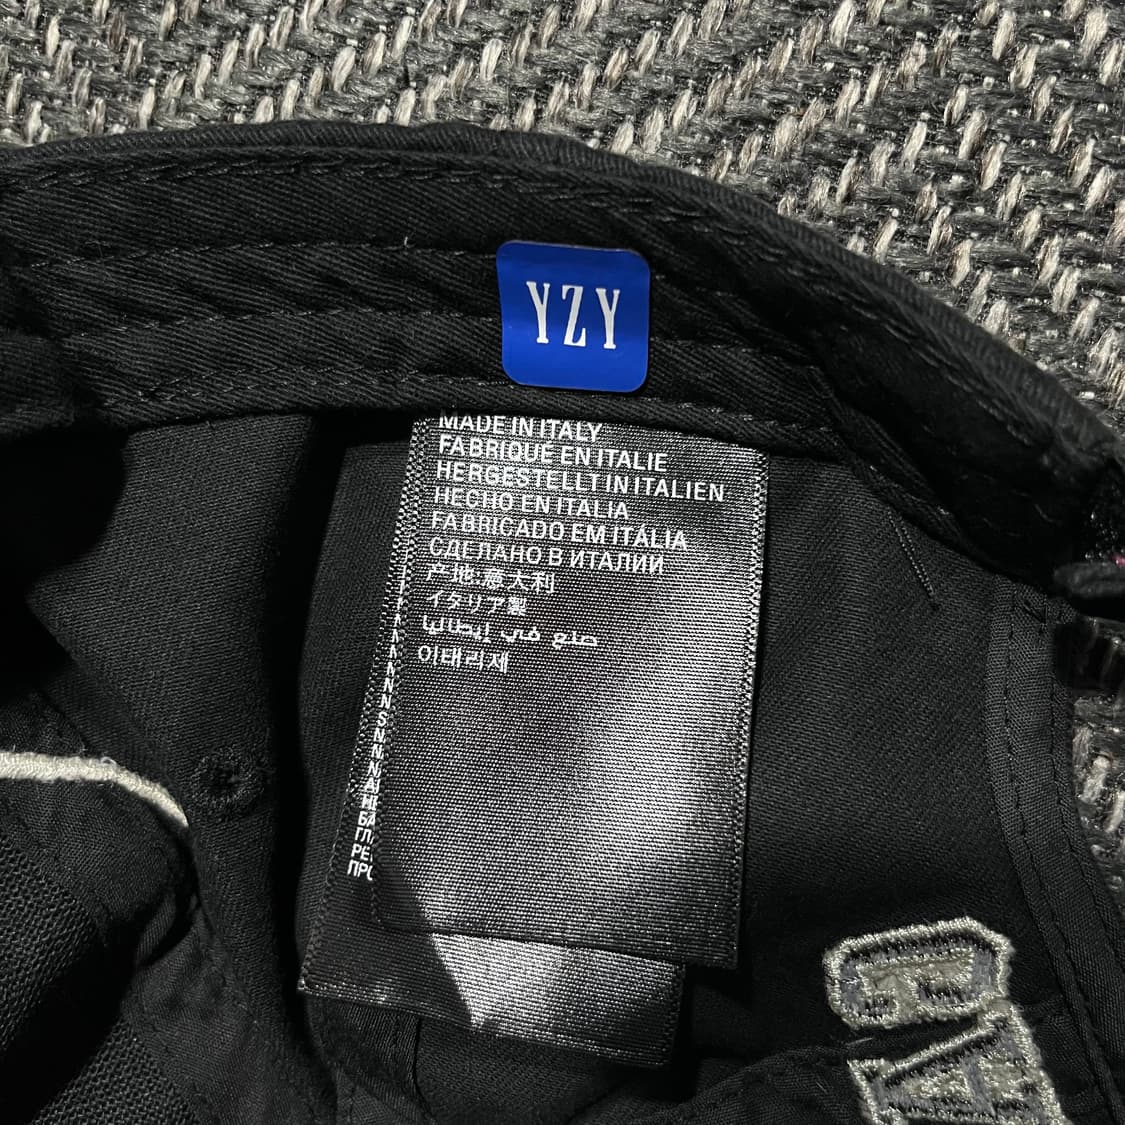 YZY
MADE IN ITALY
FABRIQUÉ EN ITALIE
HERGESTELLT IN ITALIEN
HECHO EN ITALIA
FABRICADO EM ITÁLIA
СДЕЛАНО В ИТАЛИИ
产地:意大利
イタリア製
صنع في إيطاليا
이태리제